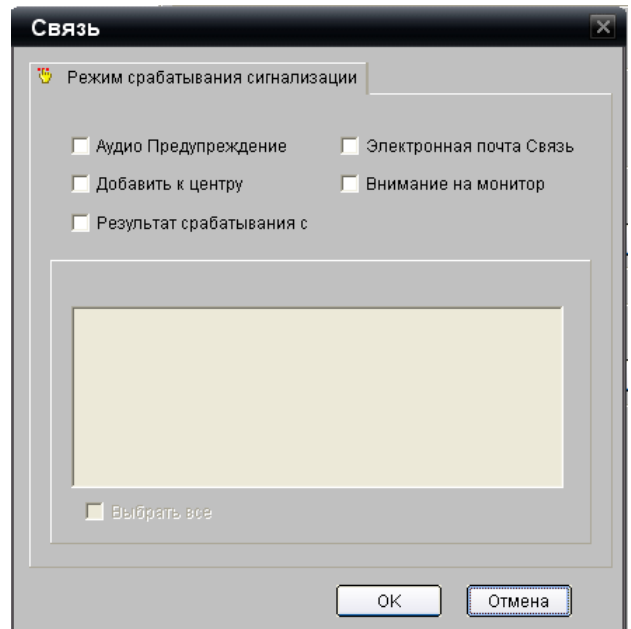 Связь
Режим срабатывания сигнализации
Аудио Предупреждение
Электронная почта Связь
Добавить к центру
Внимание на монитор
Результат срабатывания с
Выбрать все
OK
Отмена